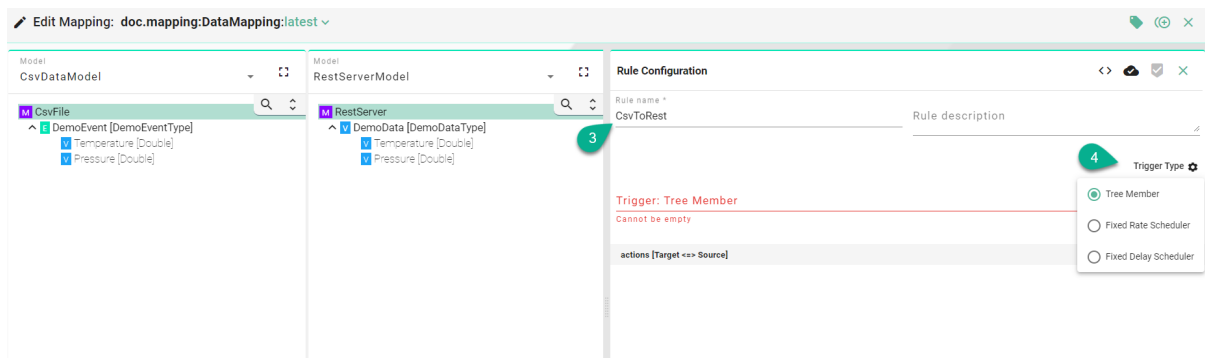 Edit Mapping: doc.mapping:DataMapping:latest
Model
CsvDataModel
M CsvFile
E DemoEvent [DemoEventType]
V Temperature [Double]
V Pressure [Double]
Model
RestServerModel
M RestServer
V DemoData [DemoDataType]
V Temperature [Double]
V Pressure [Double]
Rule Configuration
<>
Rule name *
3
CsvToRest
Rule description
4
Trigger Type
Tree Member
Fixed Rate Scheduler
Fixed Delay Scheduler
Trigger: Tree Member
Cannot be empty
actions [Target <=> Source]